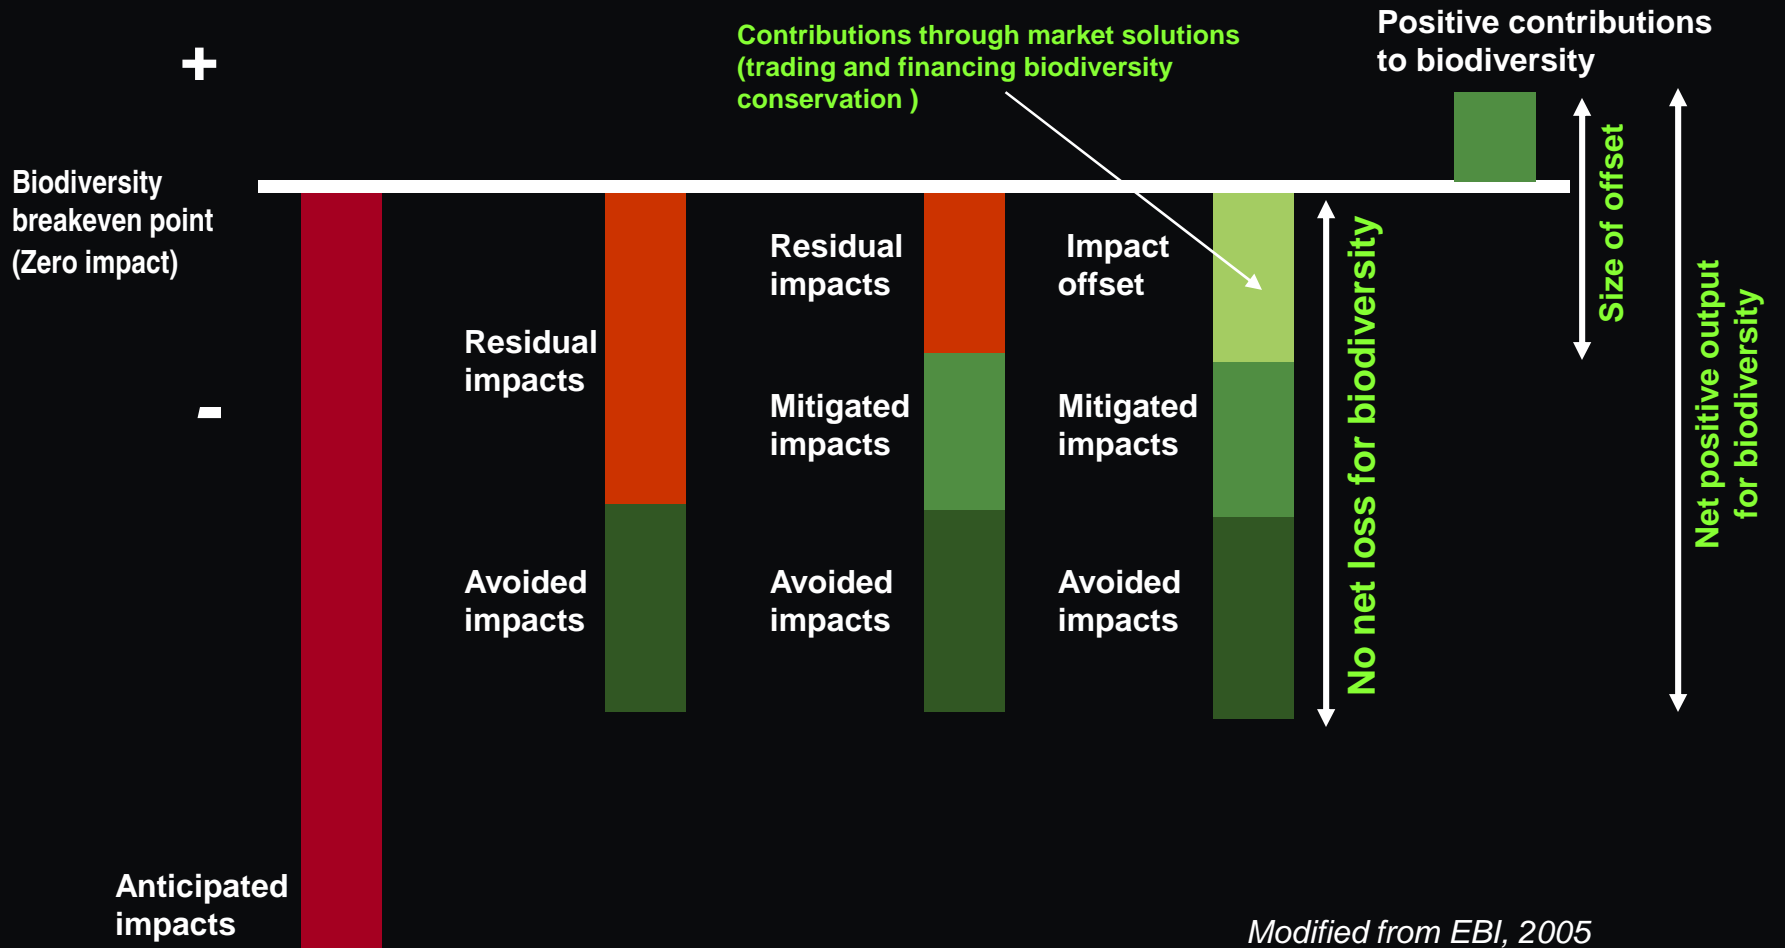 +
Contributions through market solutions
(trading and financing biodiversity
conservation )
Positive contributions
to biodiversity
Biodiversity
breakeven point
(Zero impact)
-
Anticipated
impacts
Residual
impacts
Avoided
impacts
Residual
impacts
Mitigated
impacts
Avoided
impacts
Impact
offset
Mitigated
impacts
Avoided
impacts
No net loss for biodiversity
Size of offset
Net positive output
for biodiversity
Modified from EBI, 2005